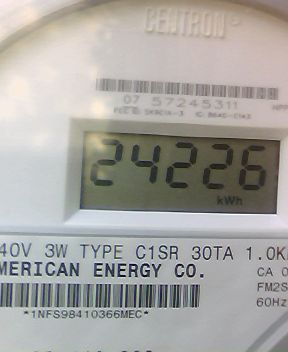 CENTRON
07 57245311
24226
kWh
40V 3W TYPE C1SR 30TA 1.0K
MERICAN ENERGY CO.
CA 0
FM2S
60Hz
*1NFS98410366MEC*